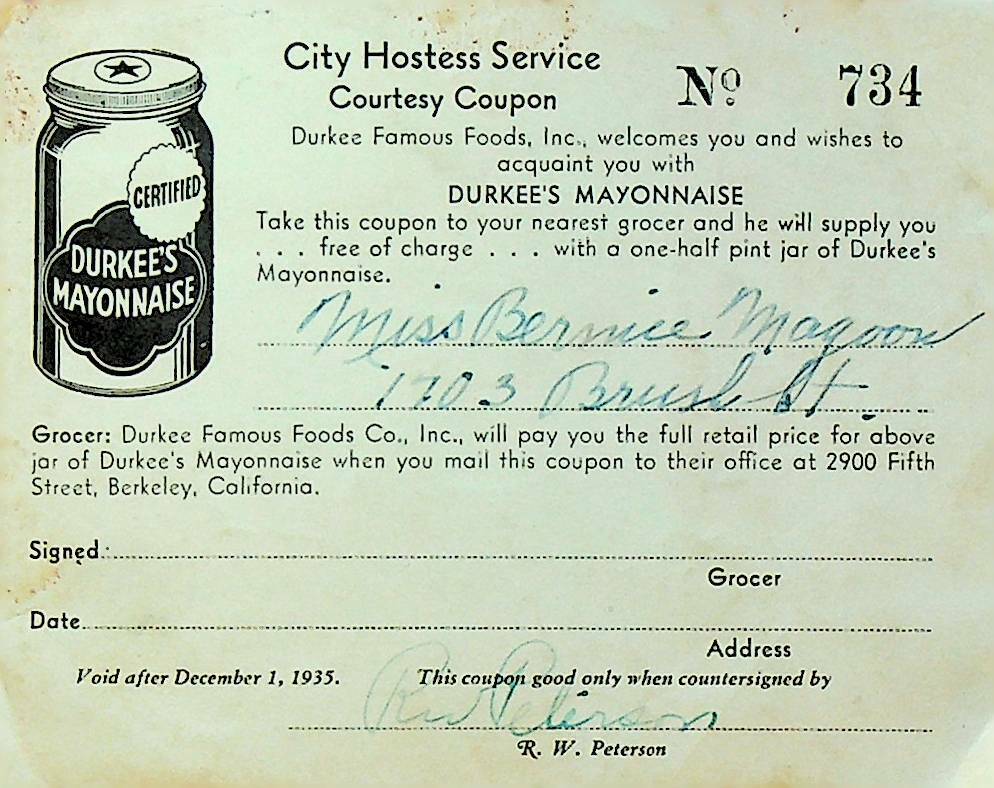 City Hostess Service
Courtesy Coupon
Nº 734
Durkee Famous Foods, Inc., welcomes you and wishes to
acquaint you with
DURKEE'S MAYONNAISE
Take this coupon to your nearest grocer and he will supply you
. . . free of charge . . . with a one-half pint jar of Durkee's
Mayonnaise.
CERTIFIED
DURKEE'S
MAYONNAISE
Miss Bernice Magoon
1703 Brush St.
Grocer: Durkee Famous Foods Co., Inc., will pay you the full retail price for above
jar of Durkee's Mayonnaise when you mail this coupon to their office at 2900 Fifth
Street, Berkeley, California.
Signed
Grocer
Date
Address
Void after December 1, 1935. This coupon good only when countersigned by
RW Peterson
R. W. Peterson